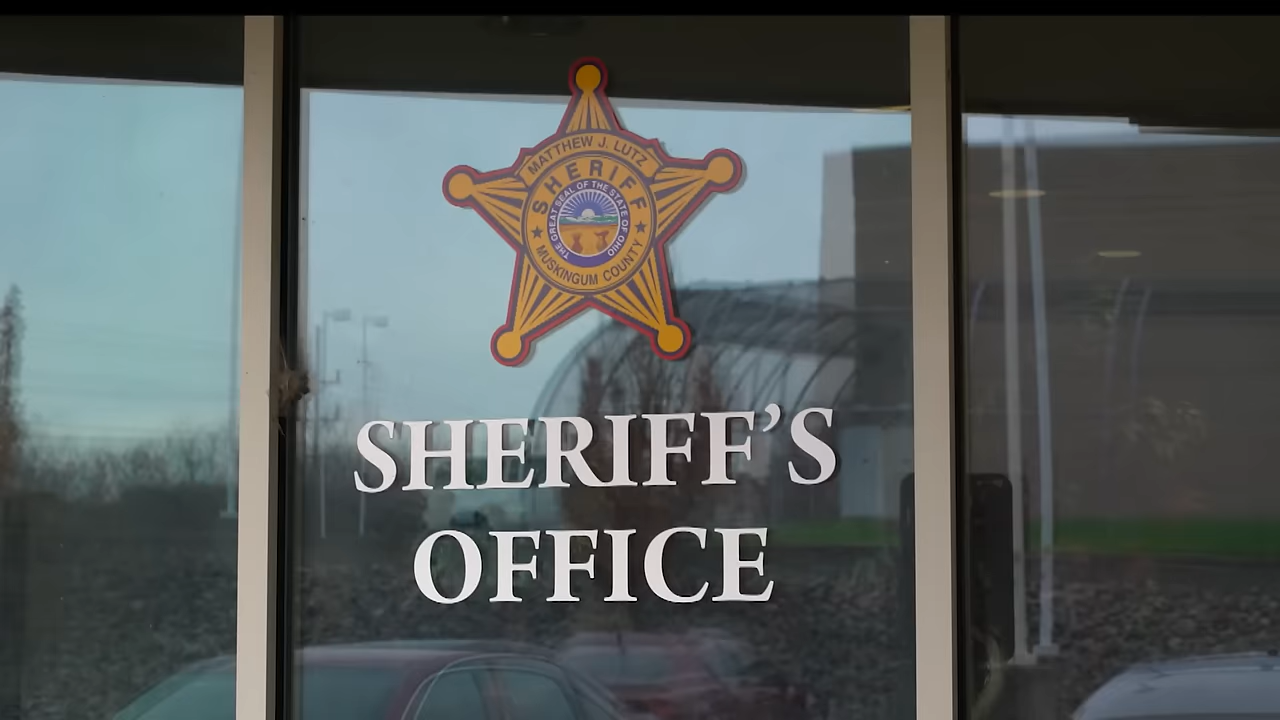 MATTHEW J. LUTZ
SHERIFF
THE GREAT SEAL OF THE STATE OF OHIO
MUSKINGUM COUNTY
SHERIFF'S
OFFICE